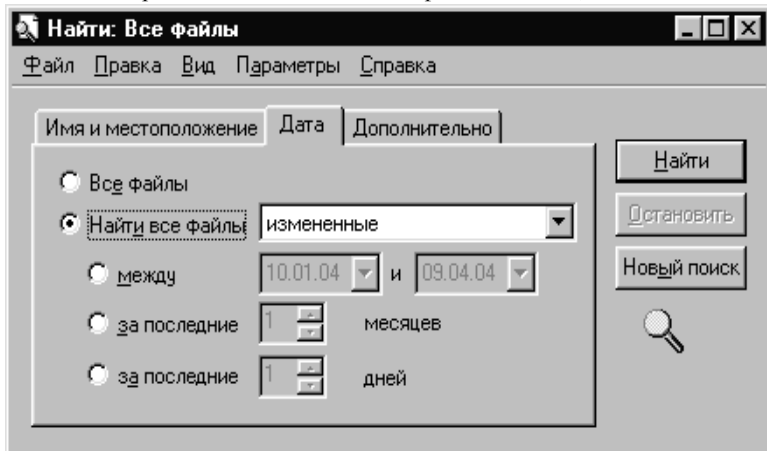 Найти: Все файлы
Файл Правка Вид Параметры Справка
Имя и местоположение Дата Дополнительно
Найти
Все файлы
Остановить
Найти все файлы измененные
Новый поиск
между 10.01.04 и 09.04.04
за последние 1 месяцев
за последние 1 дней